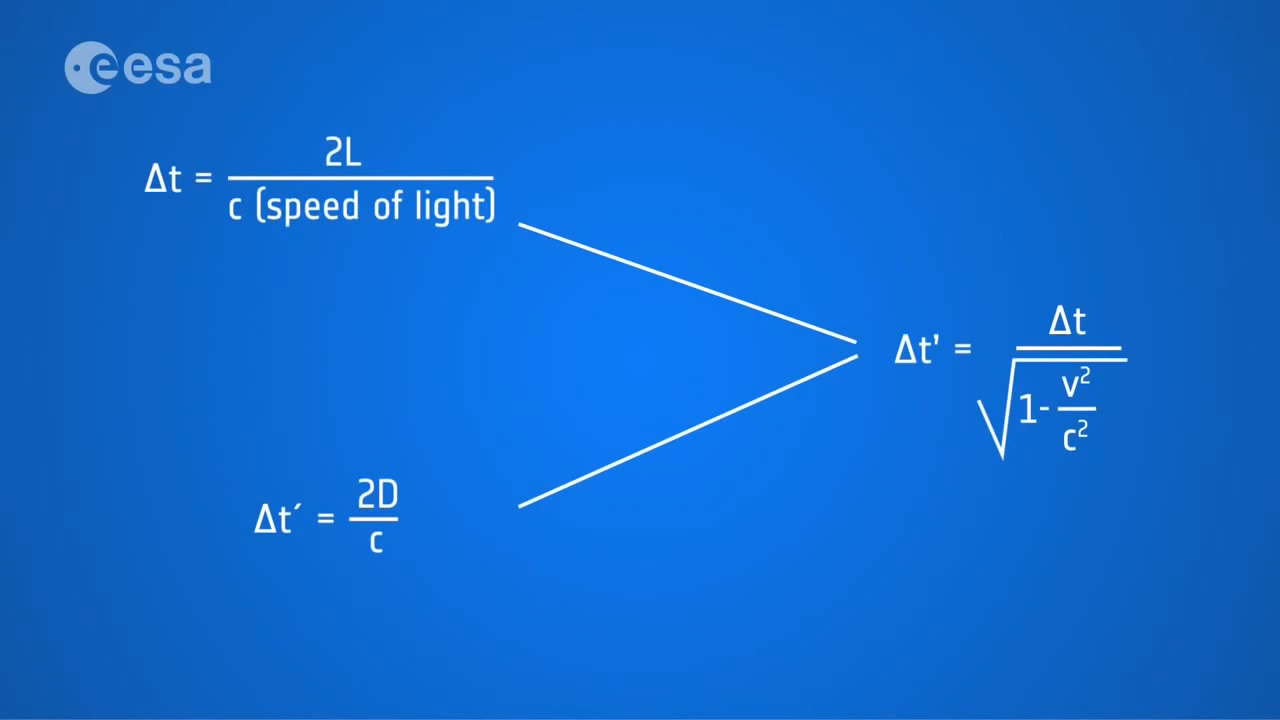 esa
Δt = 2L / c (speed of light)
Δt' = Δt / √(1- v²/c²)
Δt´ = 2D / c